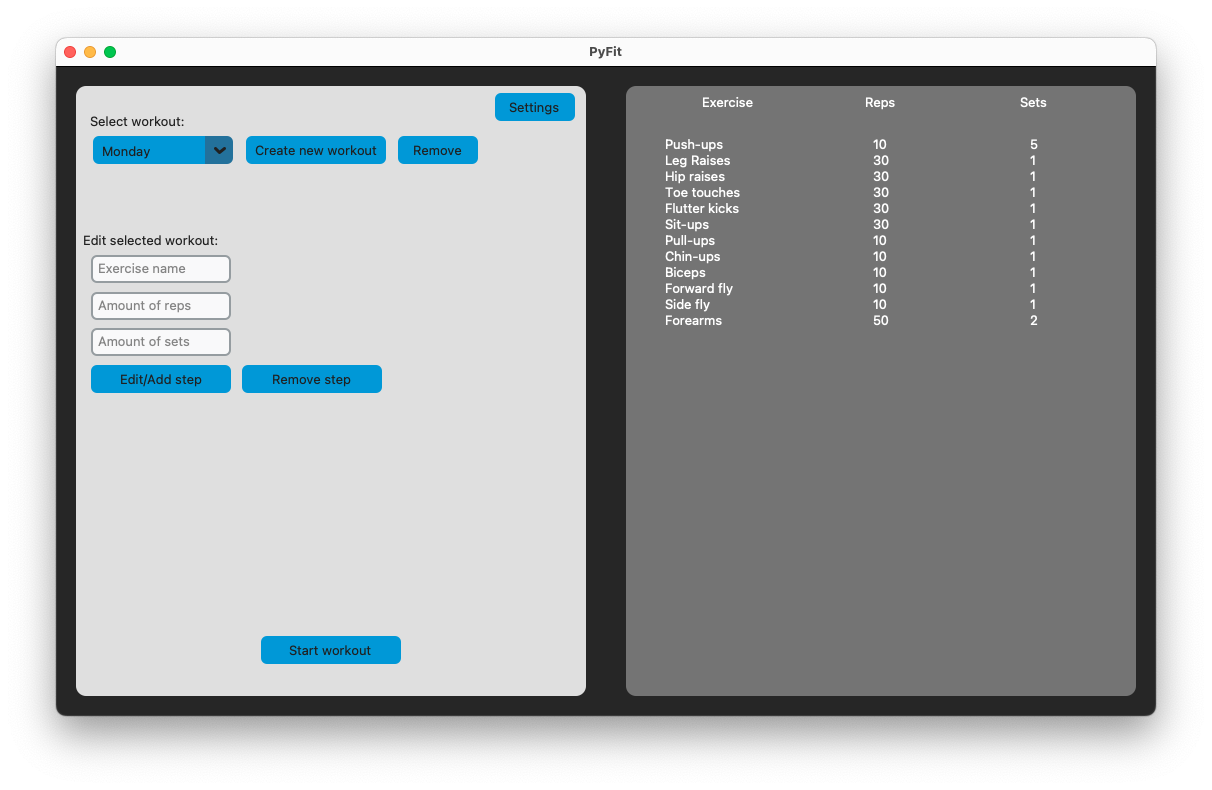 PyFit
Settings
Select workout:
Monday
Create new workout
Remove
Edit selected workout:
Exercise name
Amount of reps
Amount of sets
Edit/Add step
Remove step
Start workout
Exercise Reps Sets
Push-ups 10 5
Leg Raises 30 1
Hip raises 30 1
Toe touches 30 1
Flutter kicks 30 1
Sit-ups 30 1
Pull-ups 10 1
Chin-ups 10 1
Biceps 10 1
Forward fly 10 1
Side fly 10 1
Forearms 50 2